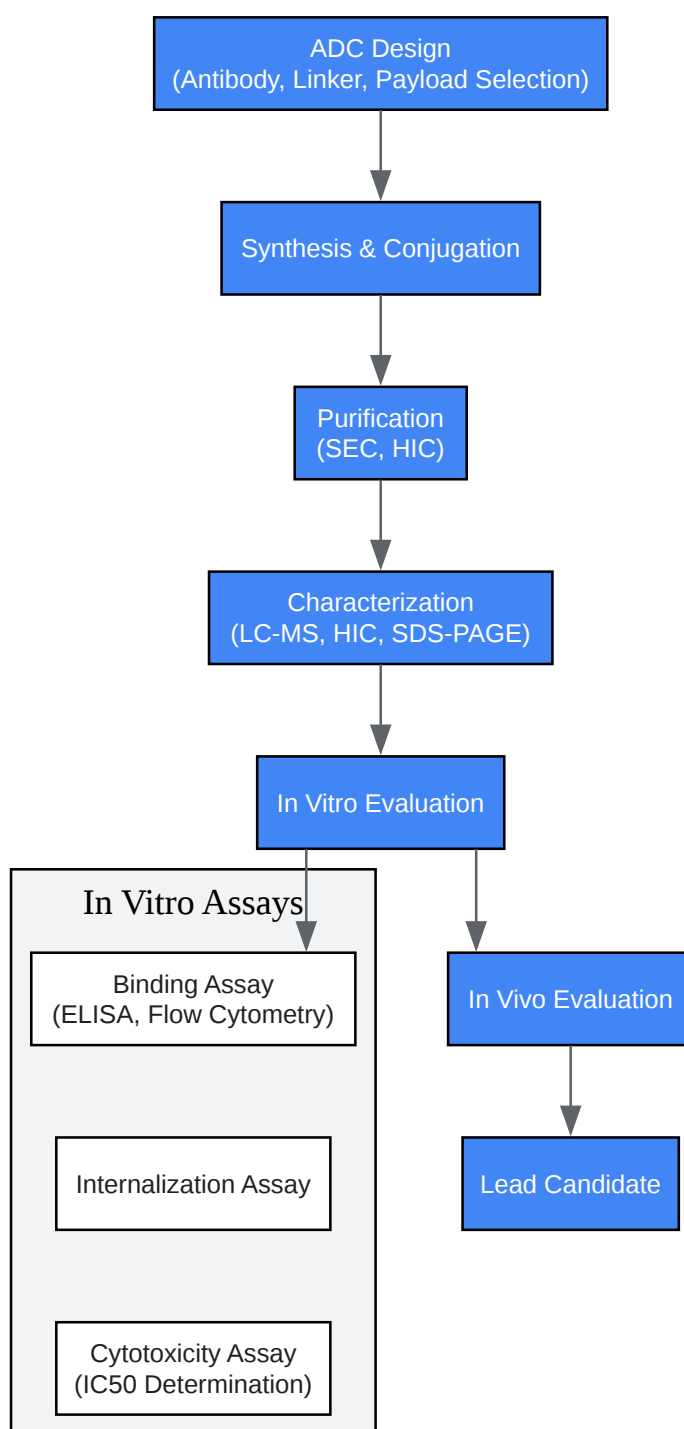 ADC Design
(Antibody, Linker, Payload Selection)
Synthesis & Conjugation
Purification
(SEC, HIC)
Characterization
(LC-MS, HIC, SDS-PAGE)
In Vitro Evaluation
In Vitro Assays
Binding Assay
(ELISA, Flow Cytometry)
In Vivo Evaluation
Internalization Assay
Lead Candidate
Cytotoxicity Assay
(IC50 Determination)